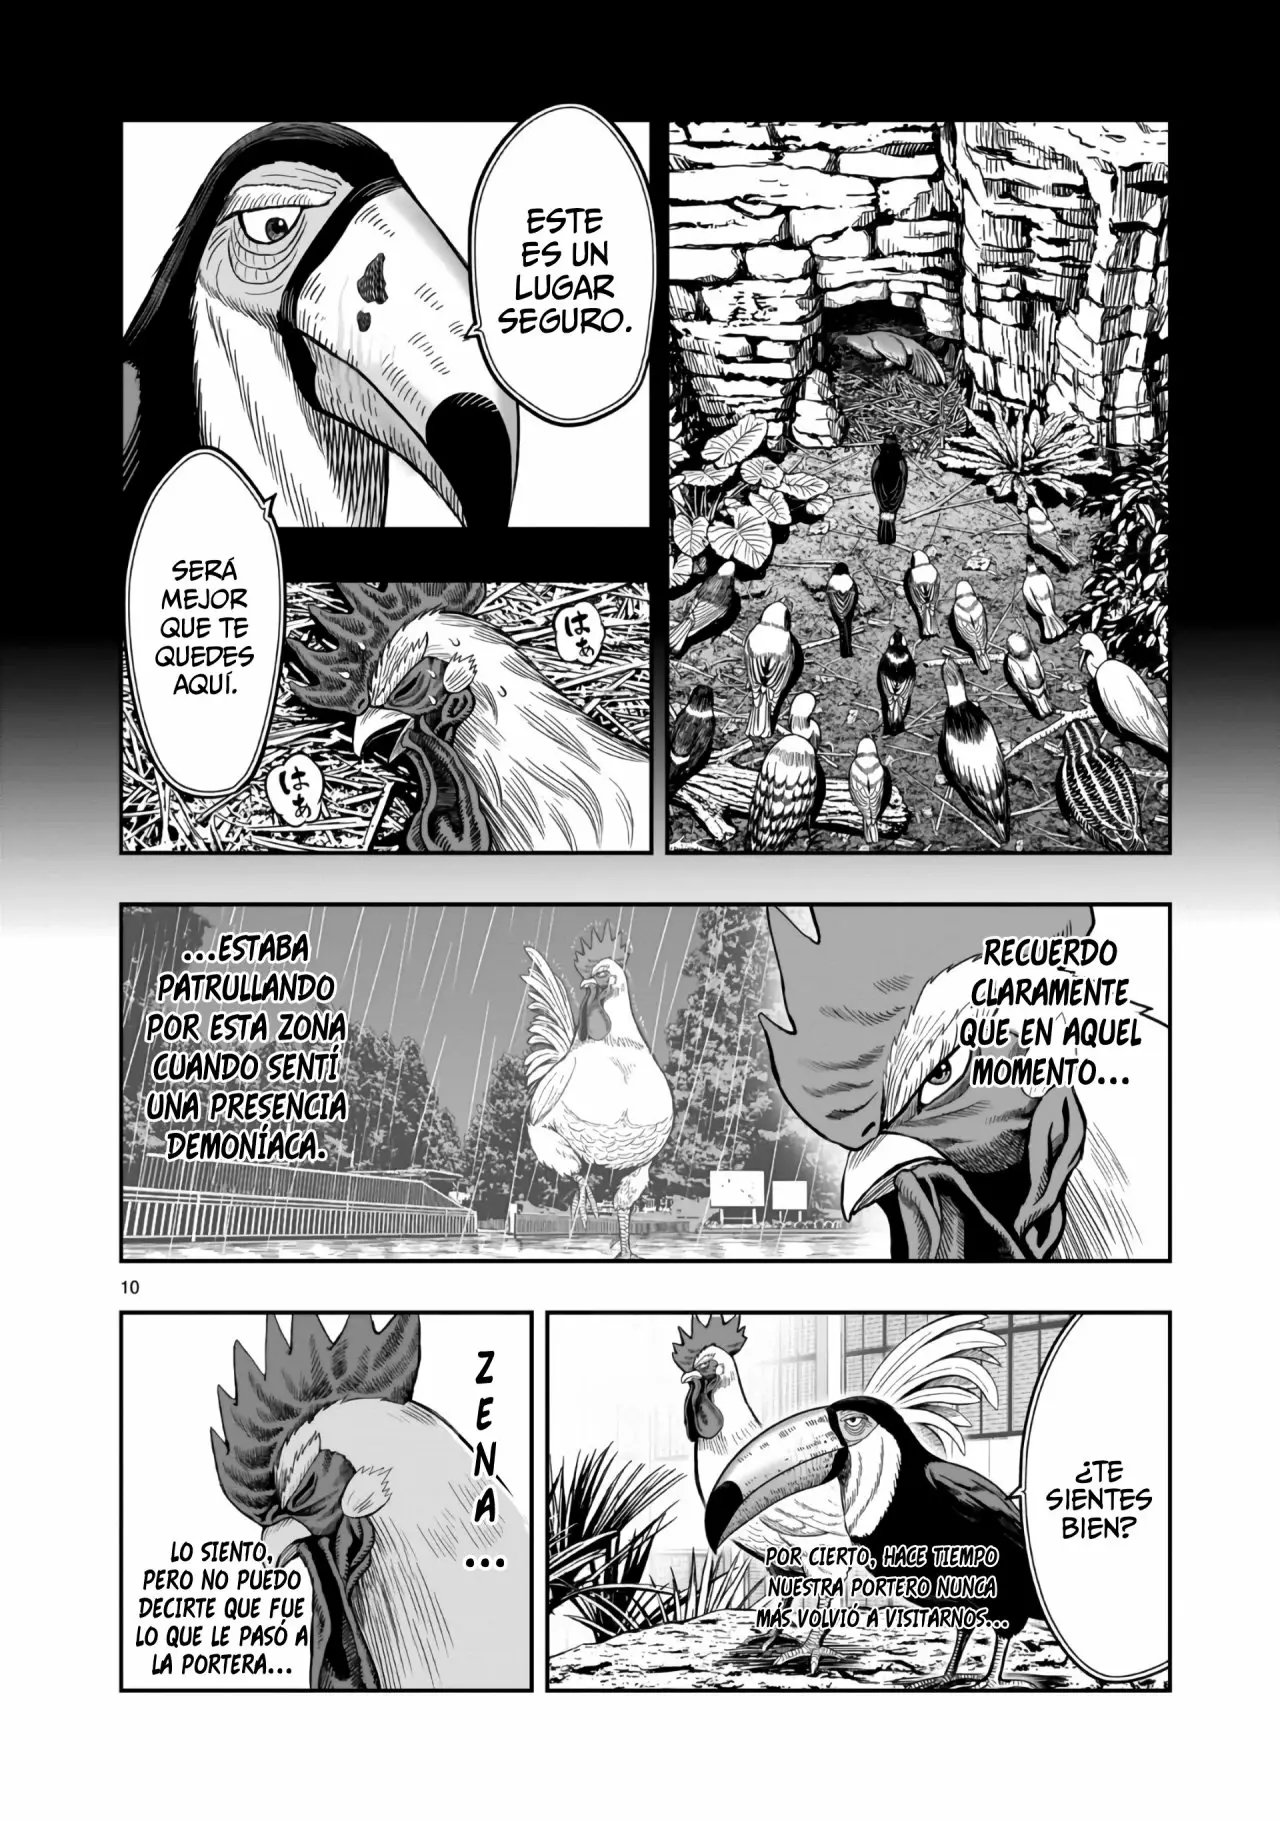 ESTE
ES UN
LUGAR
SEGURO.
SERÁ
MEJOR
QUE TE
QUEDES
AQUÍ.
はぁ
はぁ
RECUERDO
CLARAMENTE
QUE EN AQUEL
MOMENTO...
...ESTABA
PATRULLANDO
POR ESTA ZONA
CUANDO SENTÍ
UNA PRESENCIA
DEMONÍACA.
10
¿TE
SIENTES
BIEN?
POR CIERTO, HACE TIEMPO
NUESTRA PORTERO NUNCA
MÁS VOLVIÓ A VISITARNOS...
ZENA...
LO SIENTO,
PERO NO PUEDO
DECIRTE QUE FUE
LO QUE LE PASÓ A
LA PORTERA...